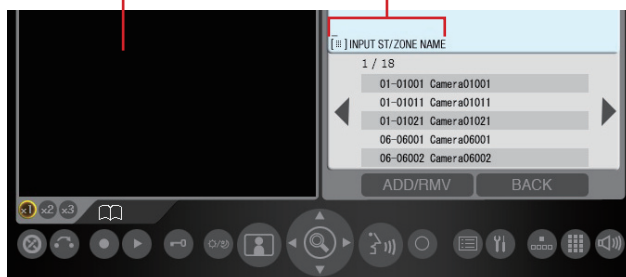 [⠿] INPUT ST/ZONE NAME
1 / 18
01-01001 Camera01001
01-01011 Camera01011
01-01021 Camera01021
06-06001 Camera06001
06-06002 Camera06002
ADD/RMV BACK
x1 x2 x3